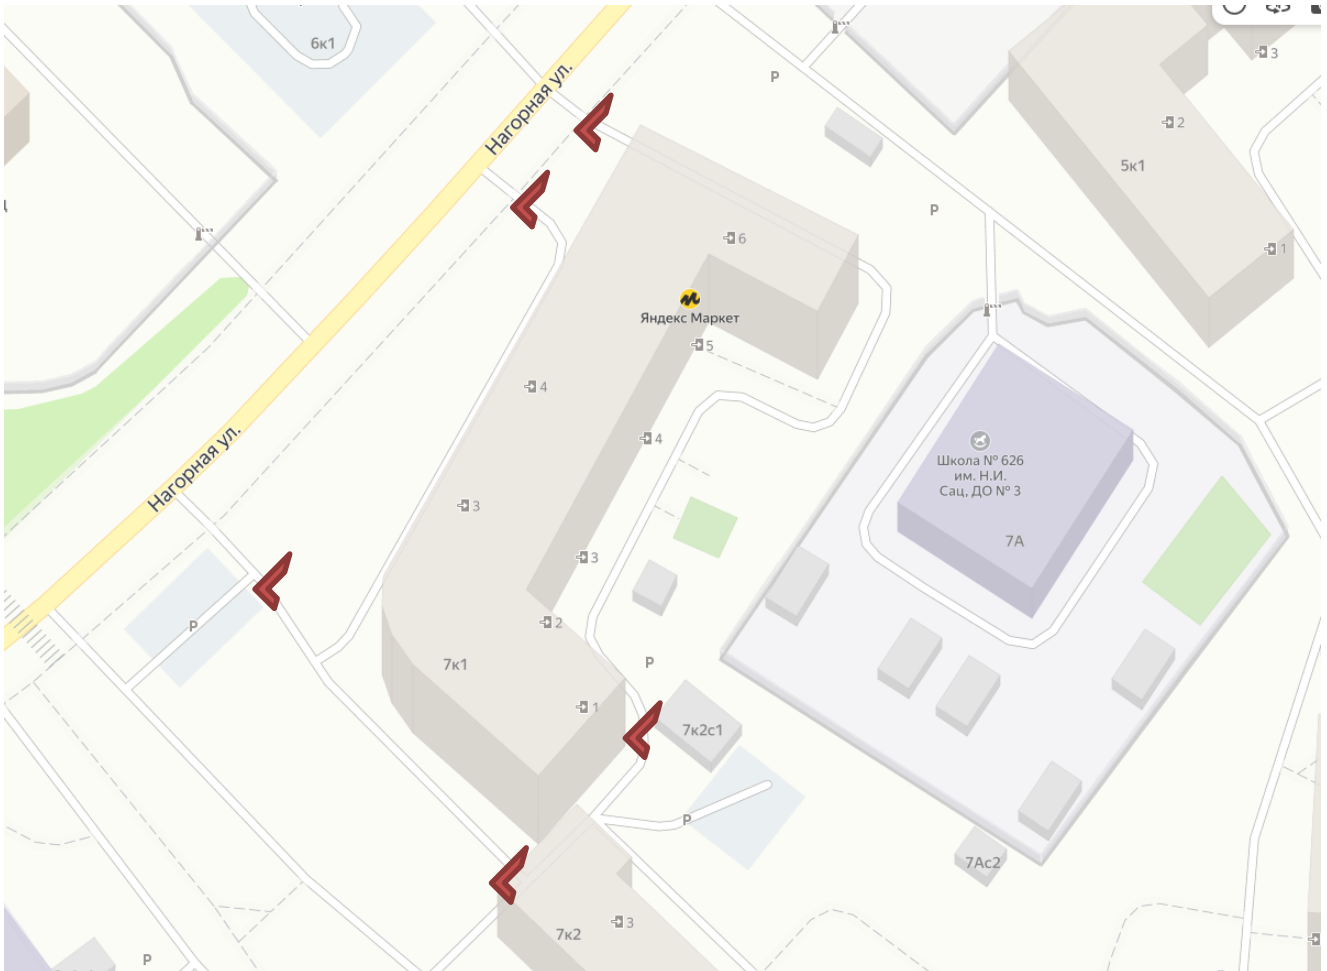 6к1
Нагорная ул.
P
3
2
5к1
P
6
1
Яндекс Маркет
5
4
4
Нагорная ул.
Школа № 626
им. Н.И.
Сац, ДО № 3
3
7А
3
P
2
7к1
P
1
7к2с1
P
7Ас2
3
7к2
P